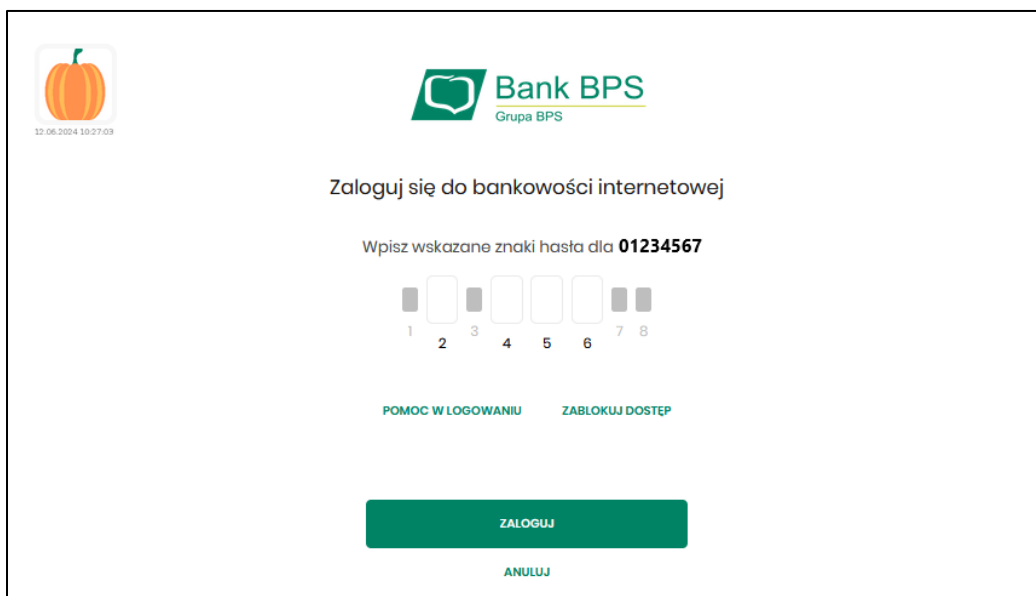 12.06.2024 10:27:03
Bank BPS
Grupa BPS
Zaloguj się do bankowości internetowej
Wpisz wskazane znaki hasła dla 01234567
1 2 3 4 5 6 7 8
POMOC W LOGOWANIU ZABLOKUJ DOSTĘP
ZALOGUJ
ANULUJ